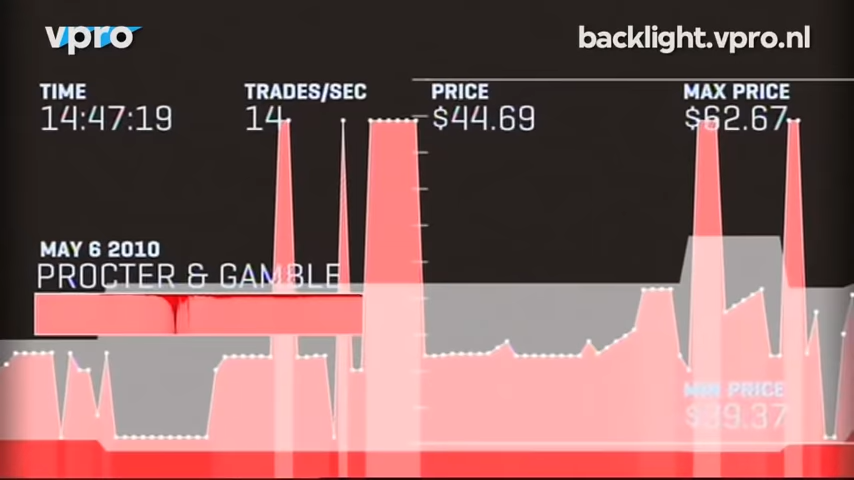 vpro
backlight.vpro.nl
TIME
TRADES/SEC
PRICE
MAX PRICE
14:47:19
14
$44.69
$62.67
MAY 6 2010
PROCTER & GAMBLE
MIN PRICE
$39.37